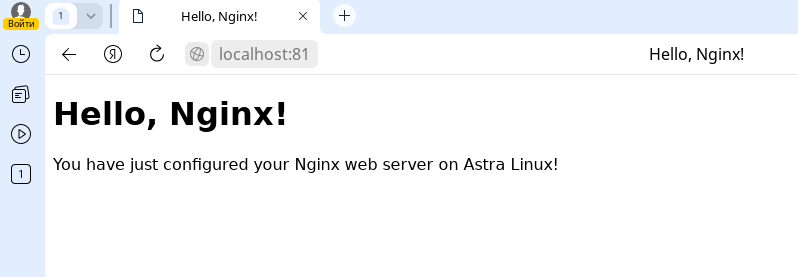 Войти
1
Hello, Nginx!
Я
localhost:81
Hello, Nginx!
1
Hello, Nginx!
You have just configured your Nginx web server on Astra Linux!